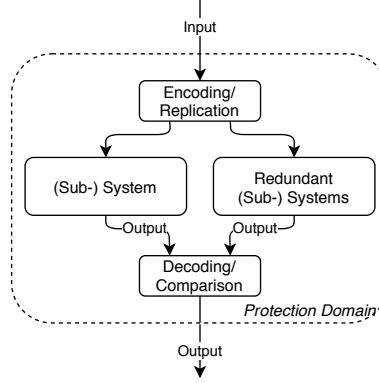 Input
Encoding/
Replication
(Sub-) System
Redundant
(Sub-) Systems
Output
Output
Decoding/
Comparison
Protection Domain
Output